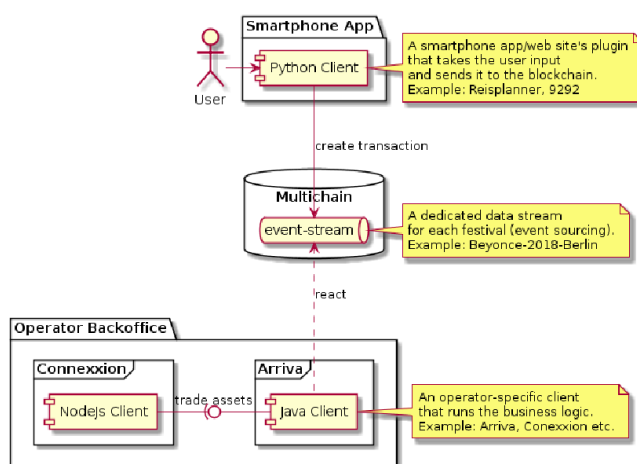 Smartphone App
Python Client
User
A smartphone app/web site's plugin
that takes the user input
and sends it to the blockchain.
Example: Reisplanner, 9292
create transaction
Multichain
event-stream
A dedicated data stream
for each festival (event sourcing).
Example: Beyonce-2018-Berlin
react
Operator Backoffice
Connexxion
NodeJs Client
trade assets
Arriva
Java Client
An operator-specific client
that runs the business logic.
Example: Arriva, Conexxion etc.